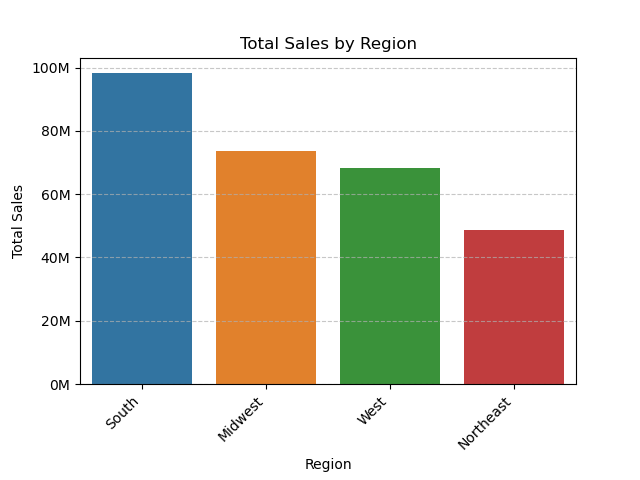 Total Sales by Region
100M
80M
60M
40M
20M
0M
Total Sales
South
Midwest
West
Northeast
Region